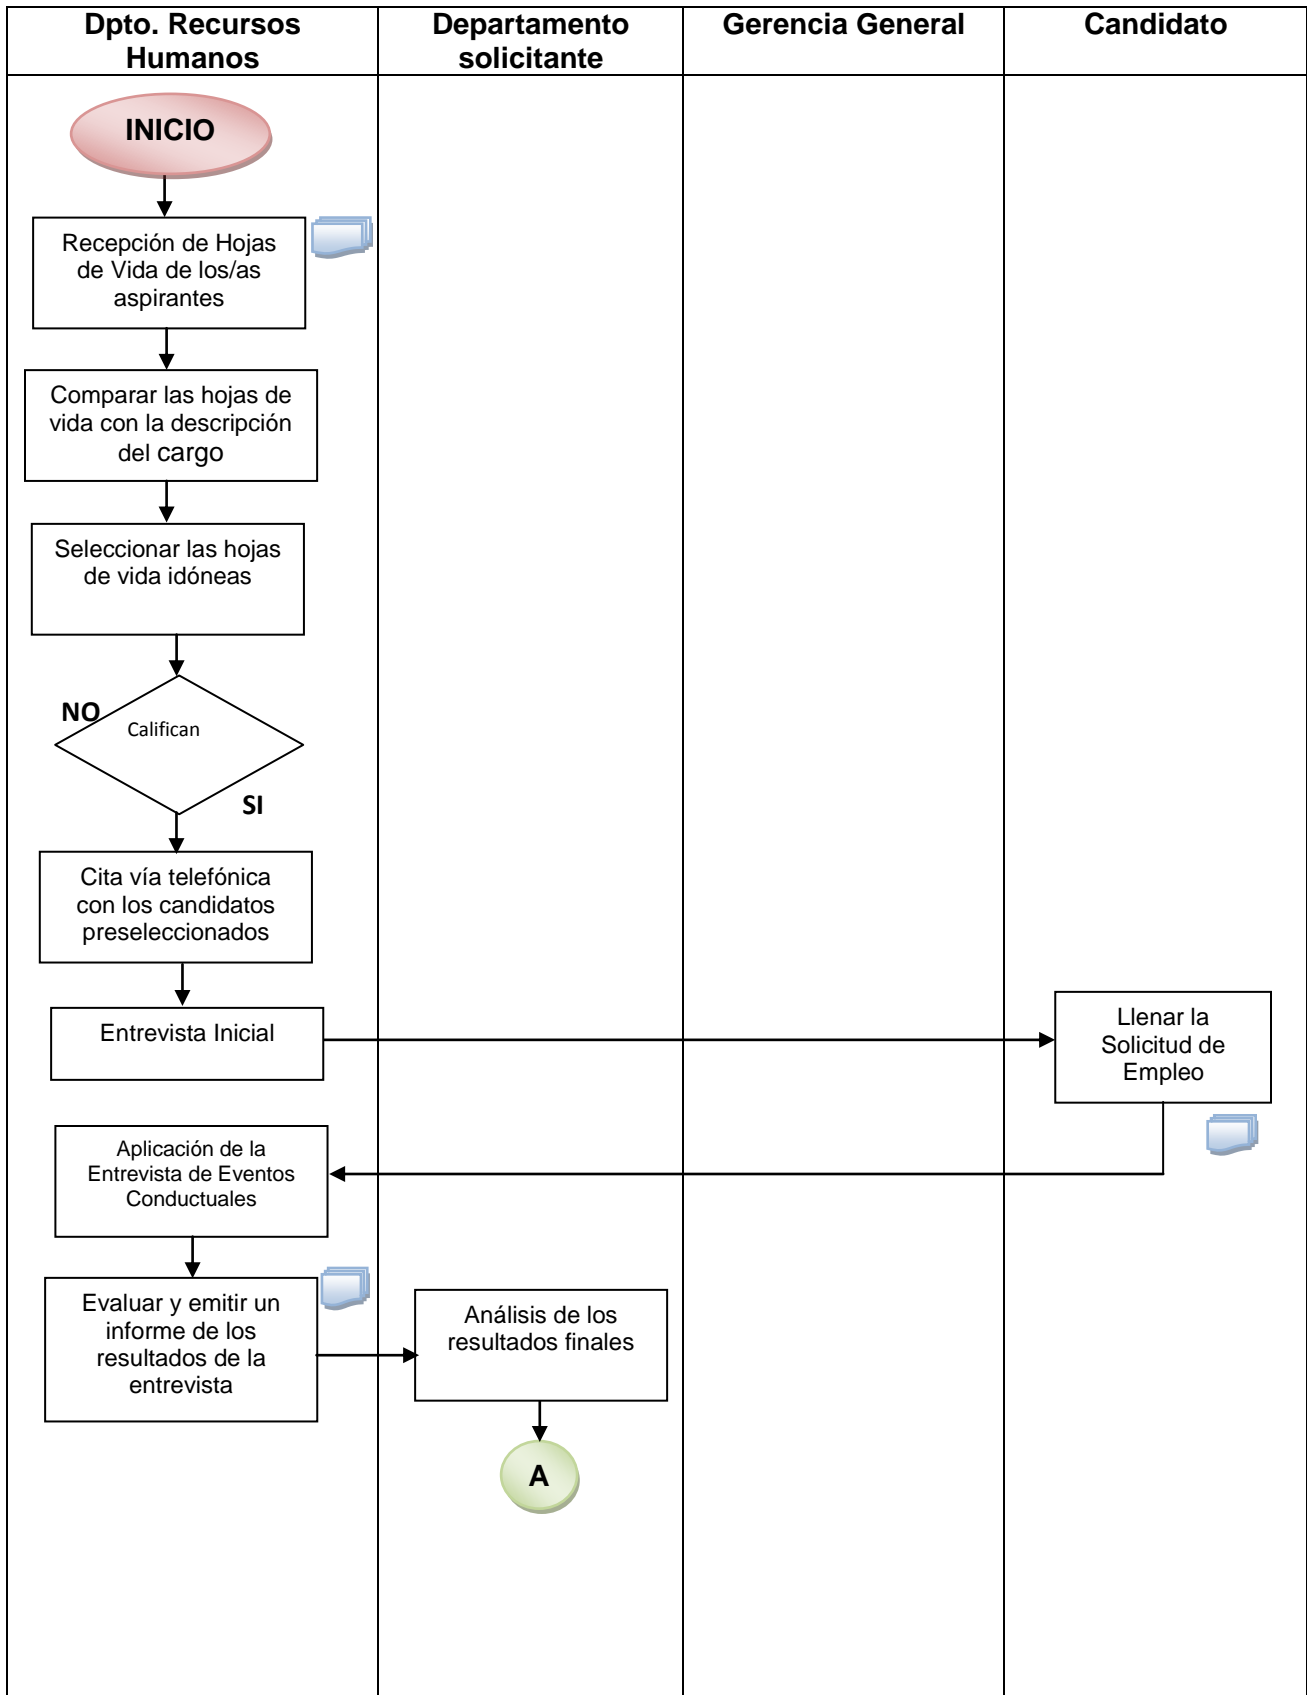 Dpto. Recursos
Humanos
Departamento
solicitante
Gerencia General
Candidato
INICIO
Recepción de Hojas
de Vida de los/as
aspirantes
Comparar las hojas de
vida con la descripción
del cargo
Seleccionar las hojas
de vida idóneas
NO
Califican
SI
Cita vía telefónica
con los candidatos
preseleccionados
Entrevista Inicial
Llenar la
Solicitud de
Empleo
Aplicación de la
Entrevista de Eventos
Conductuales
Evaluar y emitir un
informe de los
resultados de la
entrevista
Análisis de los
resultados finales
A